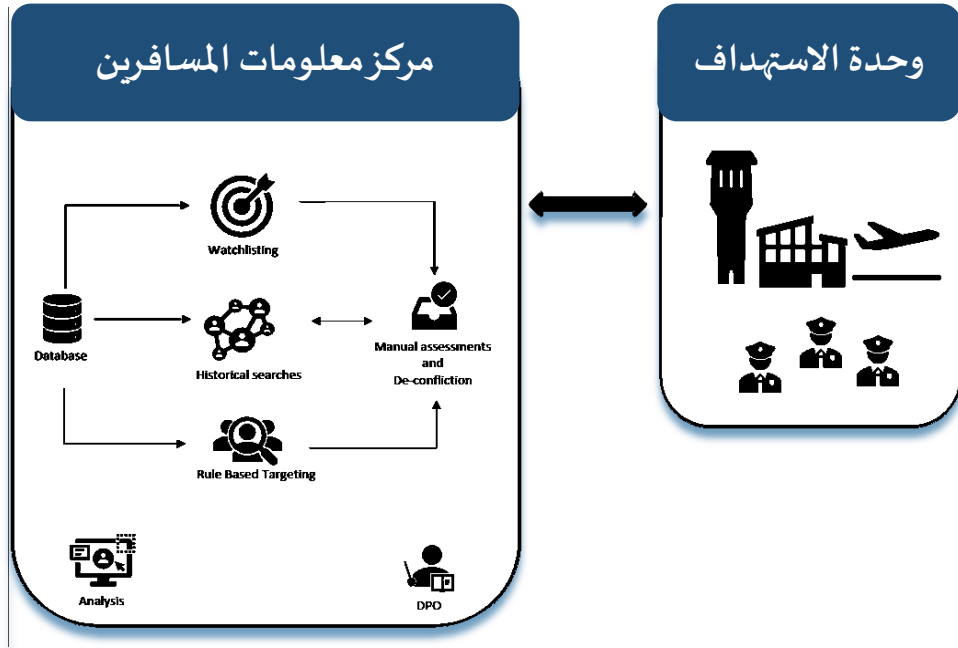 مركز معلومات المسافرين
وحدة الاستهداف
Watchlisting
Database
Historical searches
Manual assessments
and
De-confliction
Rule Based Targeting
Analysis
DPO